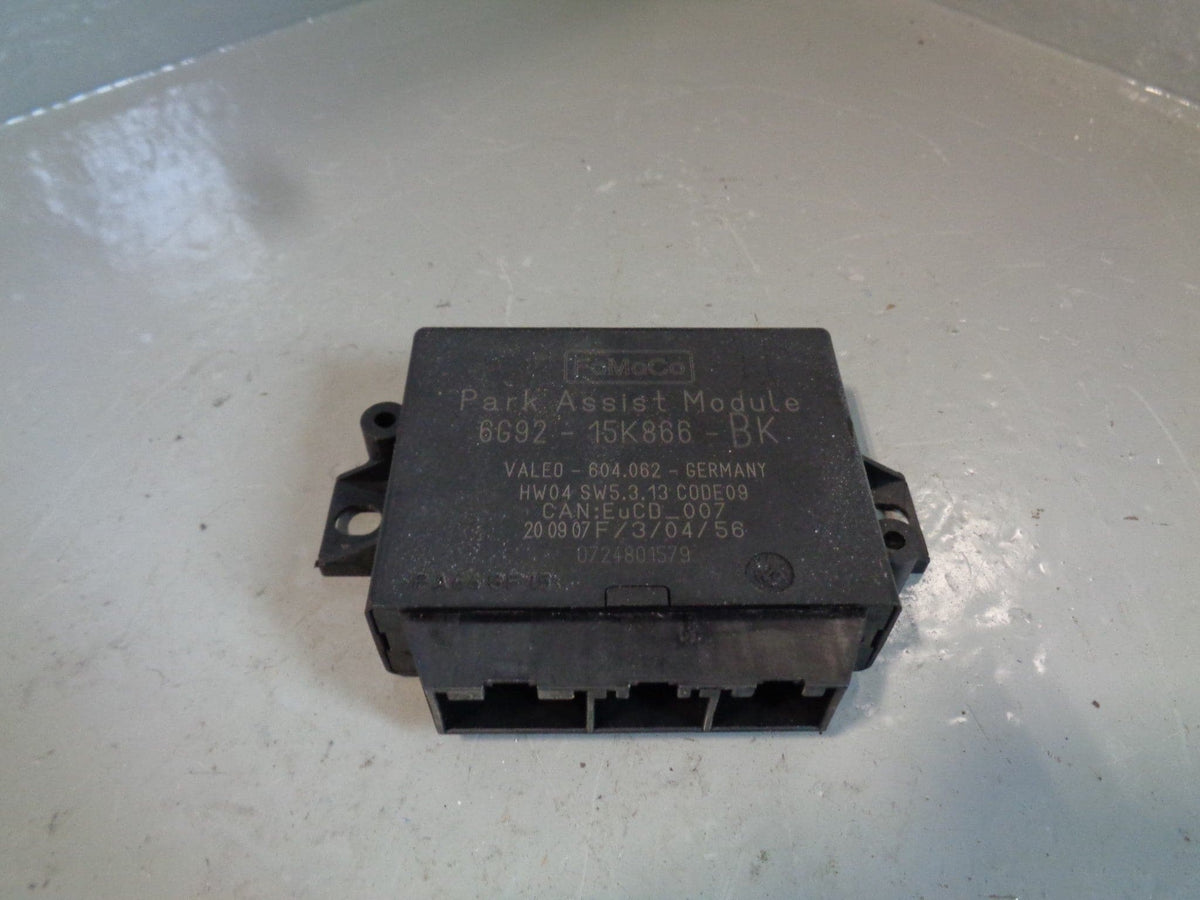 FoMoCo
Park Assist Module
6G92 - 15K866 - BK
VALEO - 604.062 - GERMANY
HW04 SW5.3.13 CODE09
CAN:EuCD_007
20 09 07 F/3/04/56
0724801579